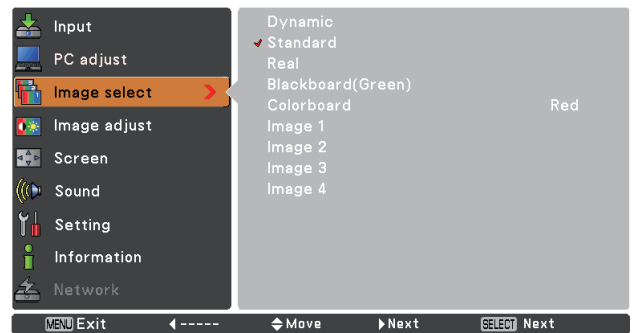 Input
PC adjust
Image select
Image adjust
Screen
Sound
Setting
Information
Network
Dynamic
Standard
Real
Blackboard(Green)
Colorboard Red
Image 1
Image 2
Image 3
Image 4
MENU Exit ----- Move Next SELECT Next